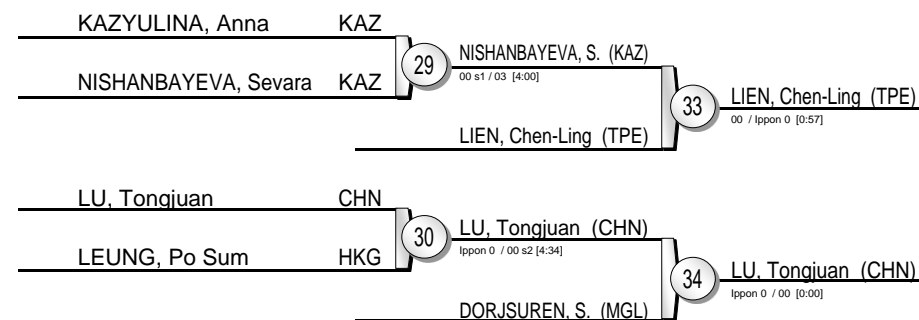 KAZYULINA, Anna KAZ
29
NISHANBAYEVA, S. (KAZ)
00 s1 / 03 [4:00]
NISHANBAYEVA, Sevara KAZ
33
LIEN, Chen-Ling (TPE)
00 / Ippon 0 [0:57]
LIEN, Chen-Ling (TPE)
LU, Tongjuan CHN
30
LU, Tongjuan (CHN)
Ippon 0 / 00 s2 [4:34]
LEUNG, Po Sum HKG
34
LU, Tongjuan (CHN)
Ippon 0 / 00 [0:00]
DORJSUREN, S. (MGL)